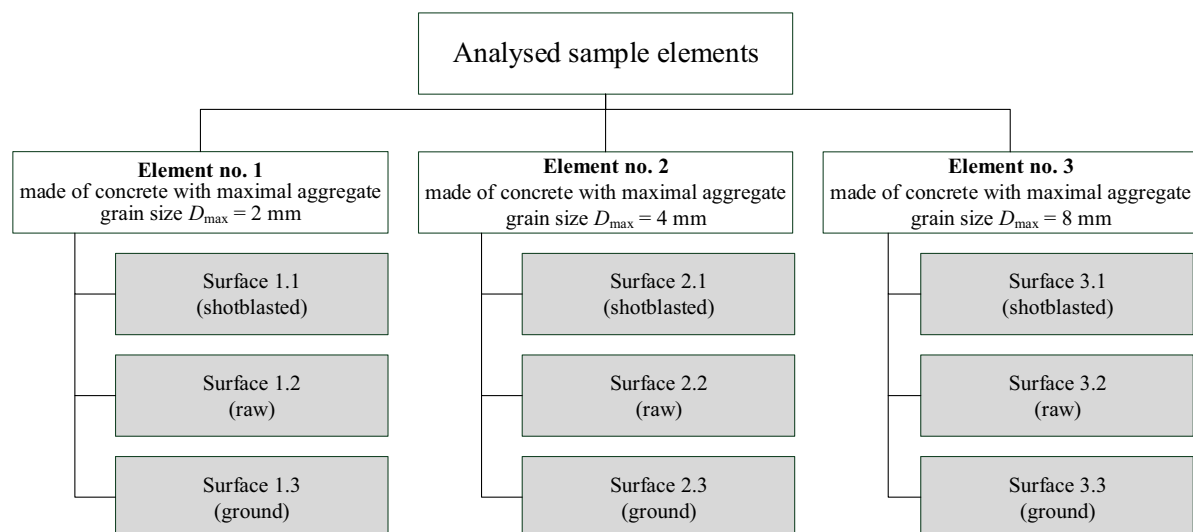 Analysed sample elements
Element no. 1
made of concrete with maximal aggregate
grain size Dmax = 2 mm
Surface 1.1
(shotblasted)
Surface 1.2
(raw)
Surface 1.3
(ground)
Element no. 2
made of concrete with maximal aggregate
grain size Dmax = 4 mm
Surface 2.1
(shotblasted)
Surface 2.2
(raw)
Surface 2.3
(ground)
Element no. 3
made of concrete with maximal aggregate
grain size Dmax = 8 mm
Surface 3.1
(shotblasted)
Surface 3.2
(raw)
Surface 3.3
(ground)